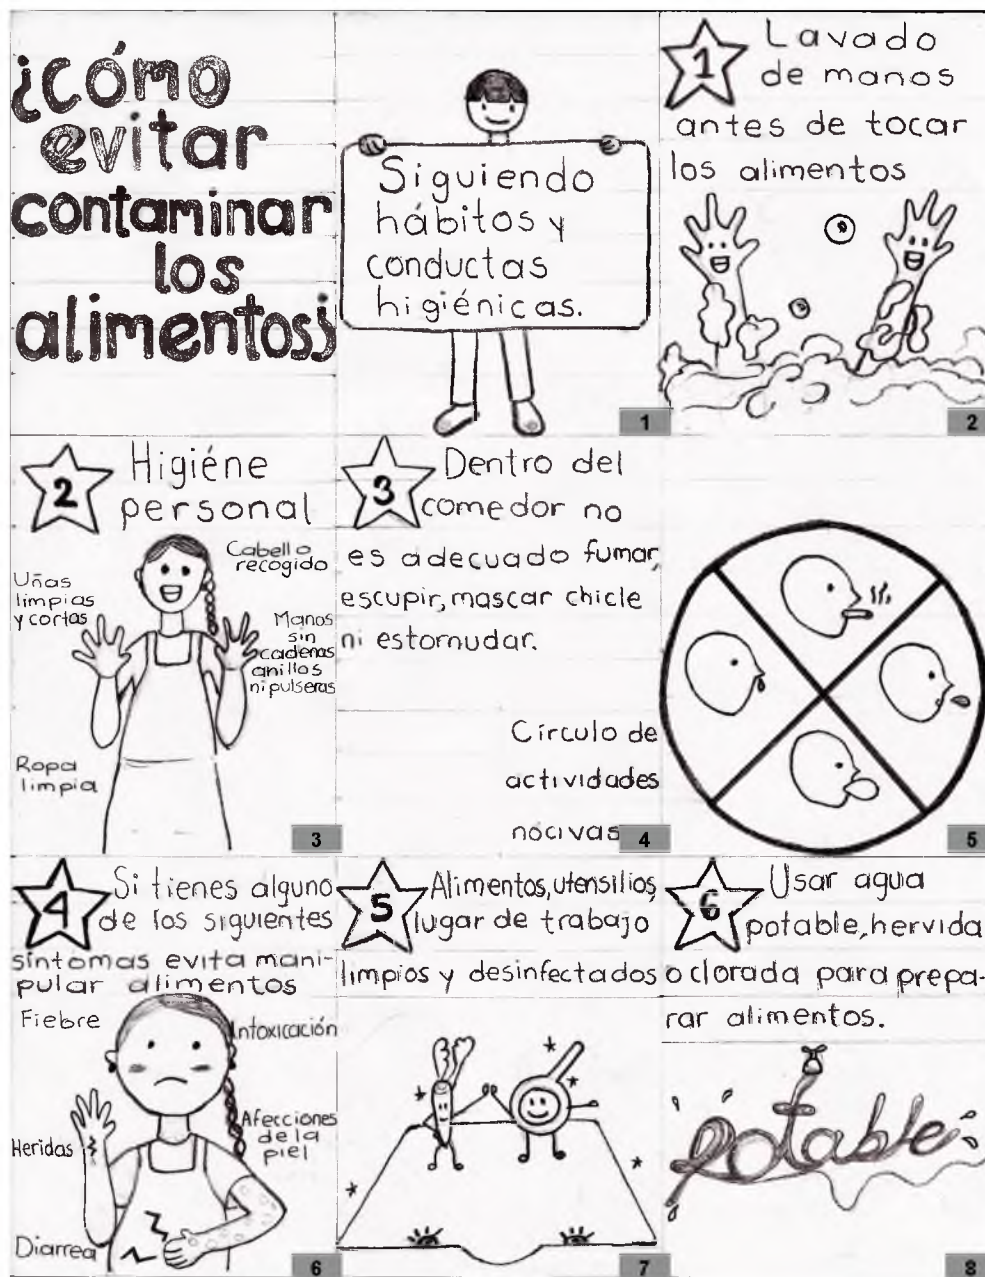 ¿Cómo
evitar
contaminar
los
alimentos?
Siguiendo
hábitos y
conductas
higiénicas.
1
1 Lavado
de manos
antes de tocar
los alimentos
2
2 Higiéne
personal
Cabello
recogido
Uñas
limpias
y cortas
Manos
sin
cadenas
anillos
ni pulseras
Ropa
limpia
3
3 Dentro del
comedor no
es adecuado fumar,
escupir, mascar chicle
ni estornudar.
Círculo de
actividades
nocivas
4
5
4 Si tienes alguno
de los siguientes
síntomas evita mani-
pular alimentos
Fiebre
Intoxicación
Heridas
Afecciones
de la
piel
Diarrea
6
5 Alimentos, utensilios,
lugar de trabajo
limpios y desinfectados
7
6 Usar agua
potable, hervida
o clorada para prepa-
rar alimentos.
potable
8